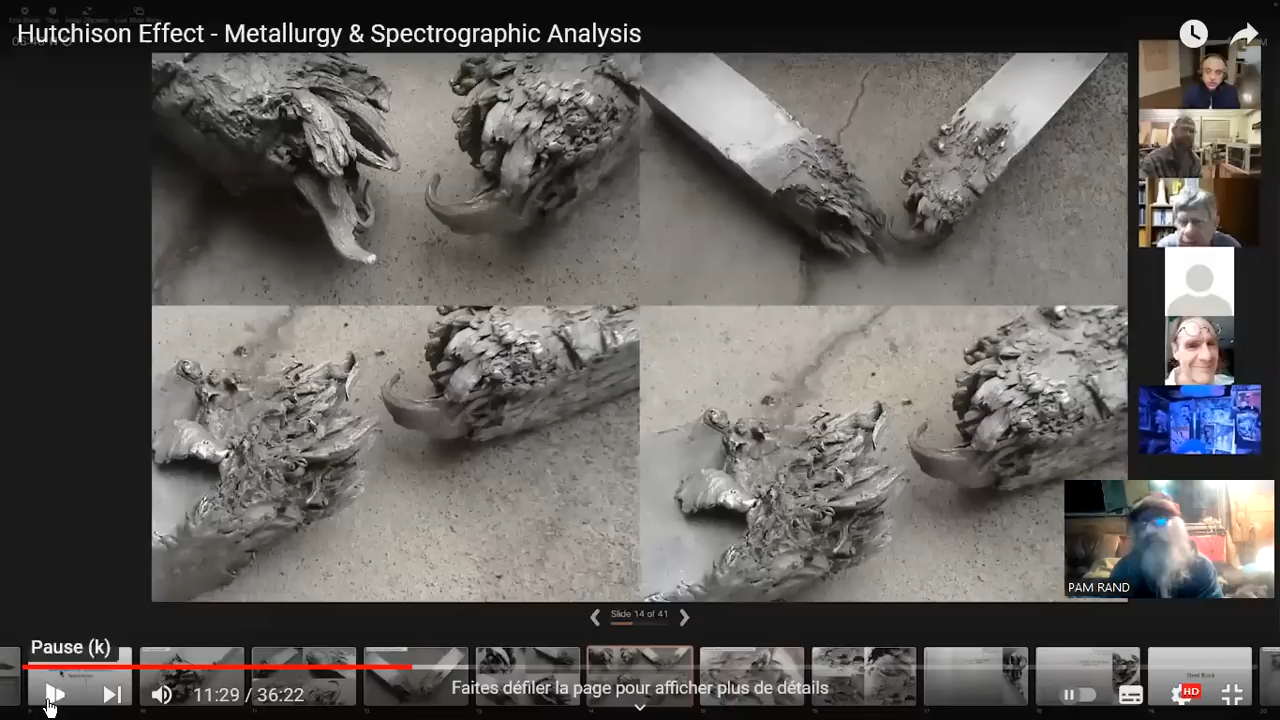 Hutchison Effect - Metallurgy & Spectrographic Analysis
PAM RAND
Slide 14 of 41
Pause (k)
11:29 / 36:22
Faites défiler la page pour afficher plus de détails
HD